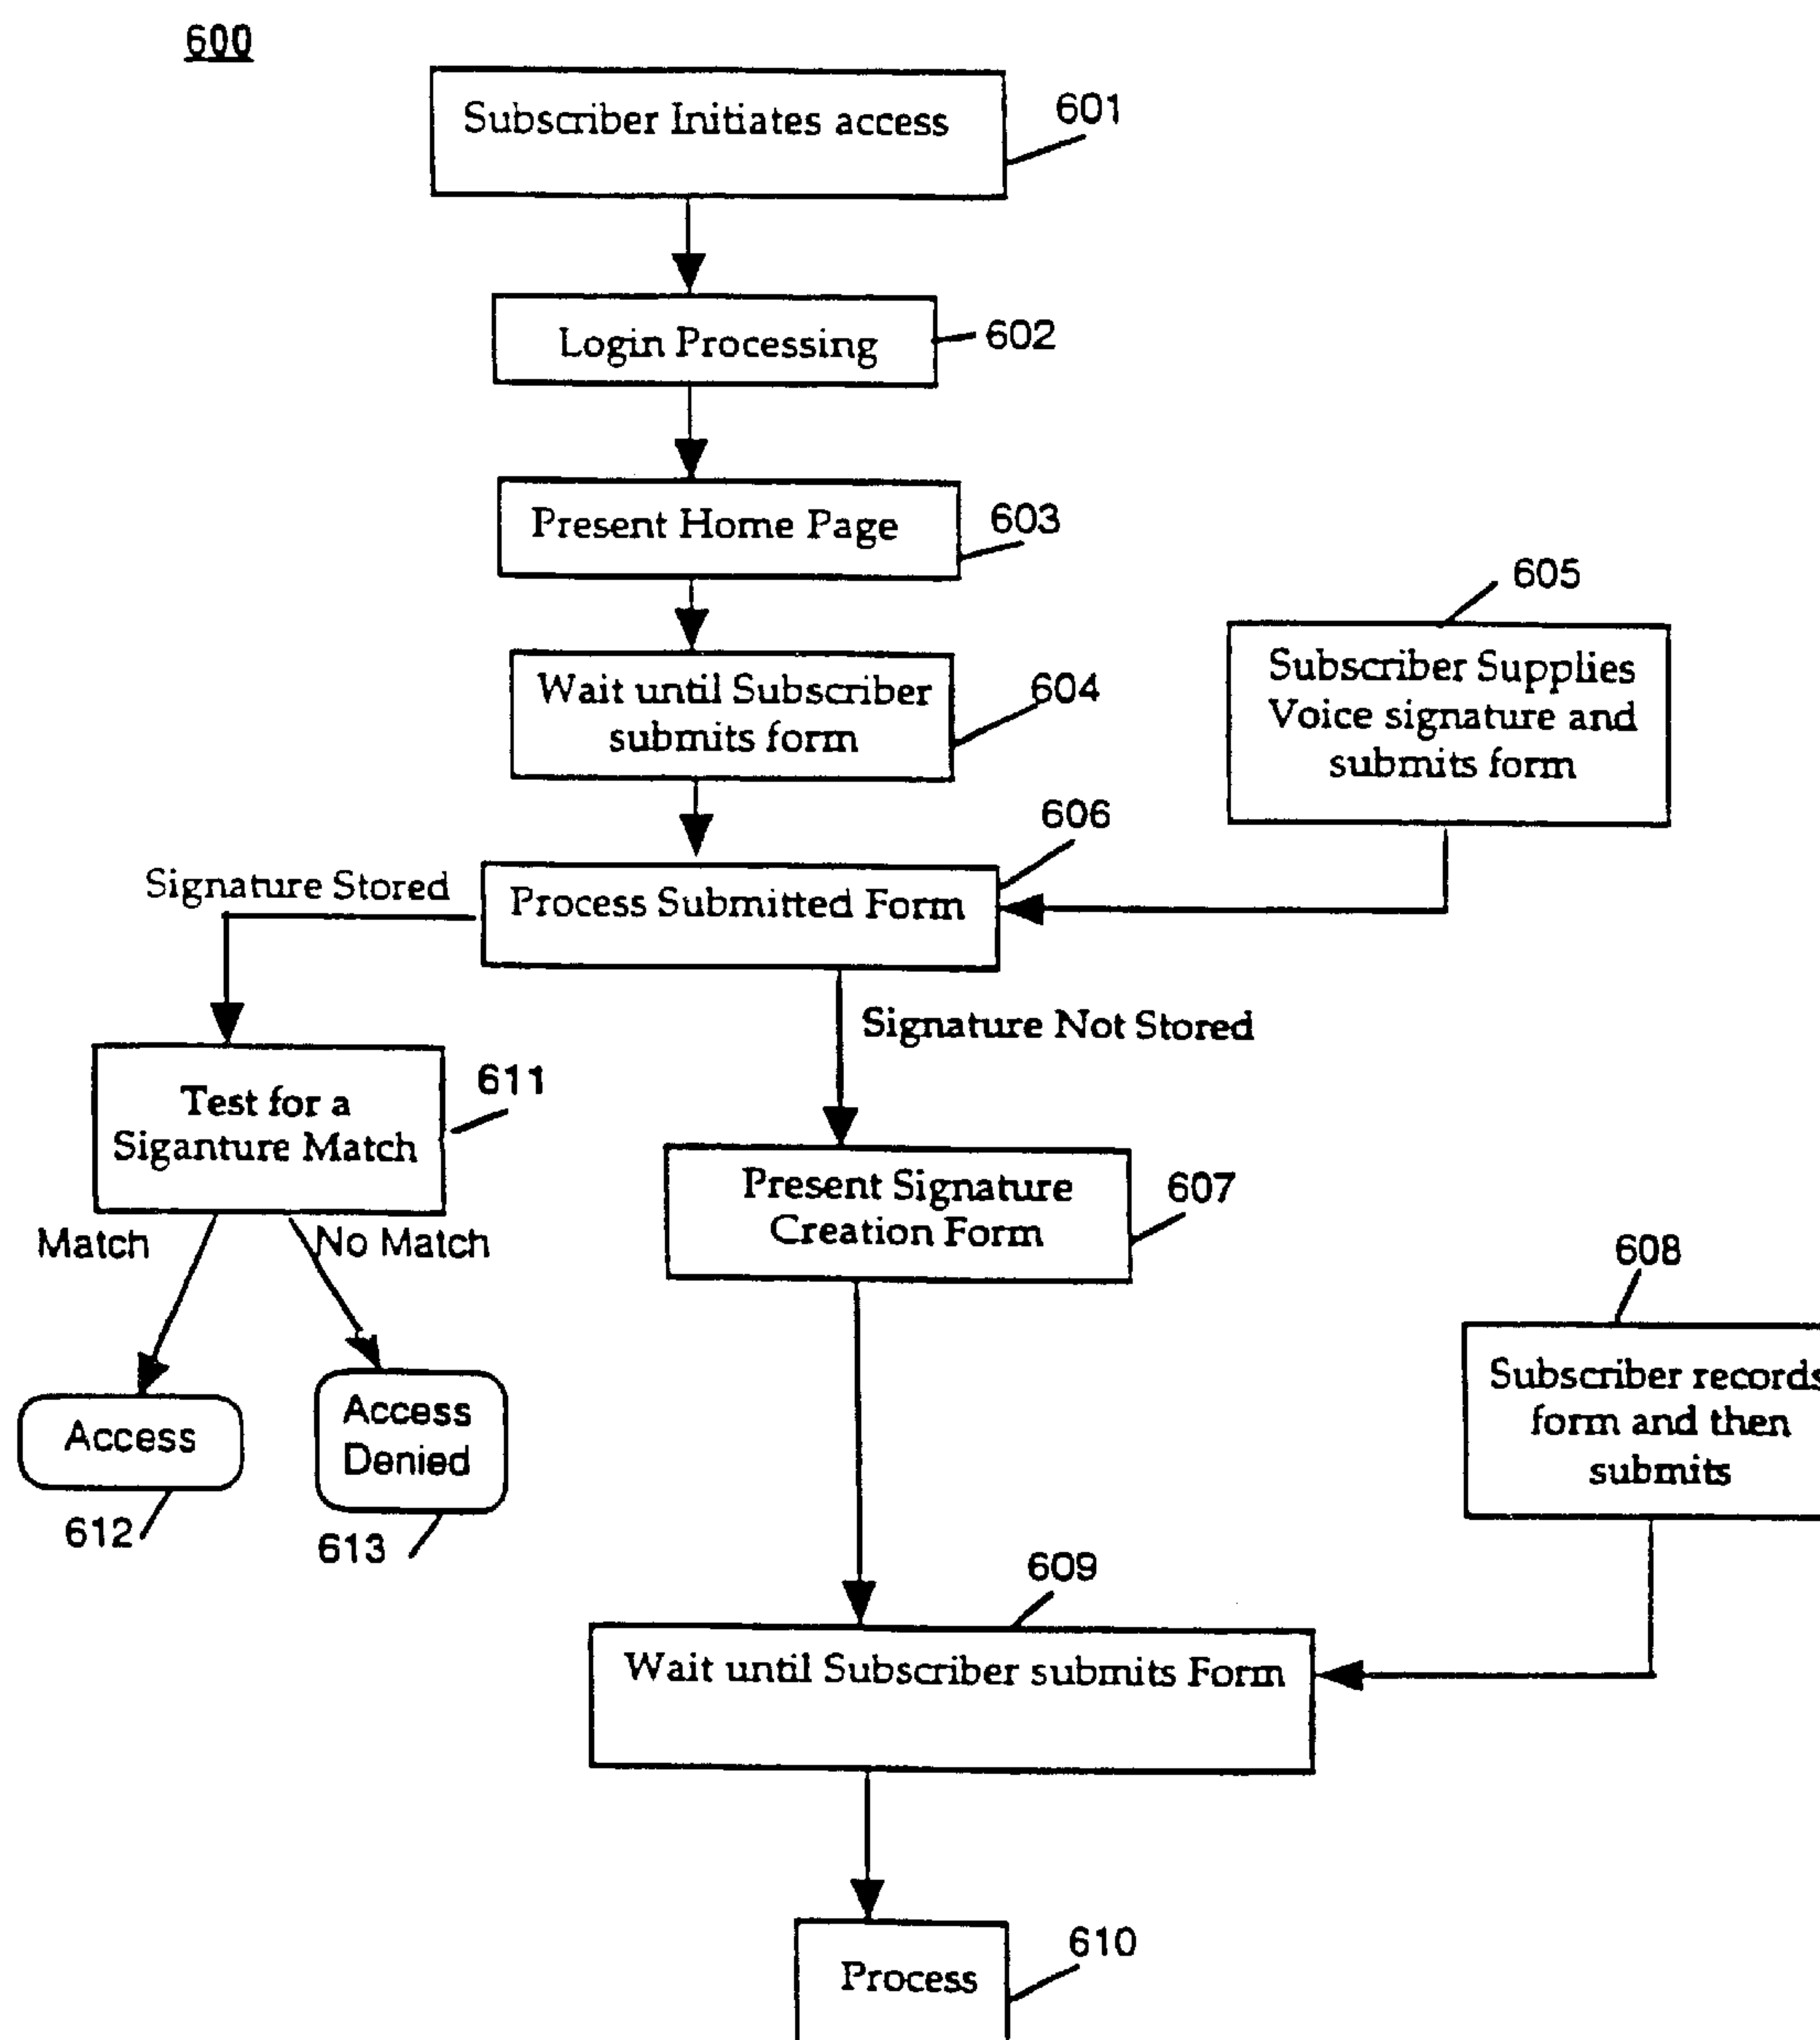 600
Subscriber Initiates access
601
Login Processing
602
Present Home Page
603
Wait until Subscriber
submits form
604
605
Subscriber Supplies
Voice signature and
submits form
606
Signature Stored
Process Submitted Form
Signature Not Stored
Test for a
Siganture Match
611
Present Signature
Creation Form
607
Match
No Match
608
Subscriber records
form and then
submits
Access
Access
Denied
612
613
609
Wait until Subscriber submits Form
Process
610